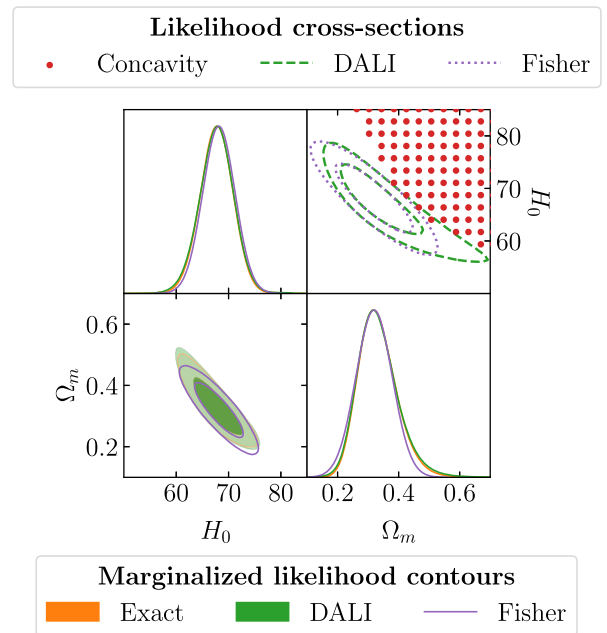 Likelihood cross-sections
Concavity DALI Fisher
80
70
60
H₀
0.6
0.4
0.2
Ωₘ
60 70 80
0.2 0.4 0.6
H₀
Ωₘ
Marginalized likelihood contours
Exact DALI Fisher